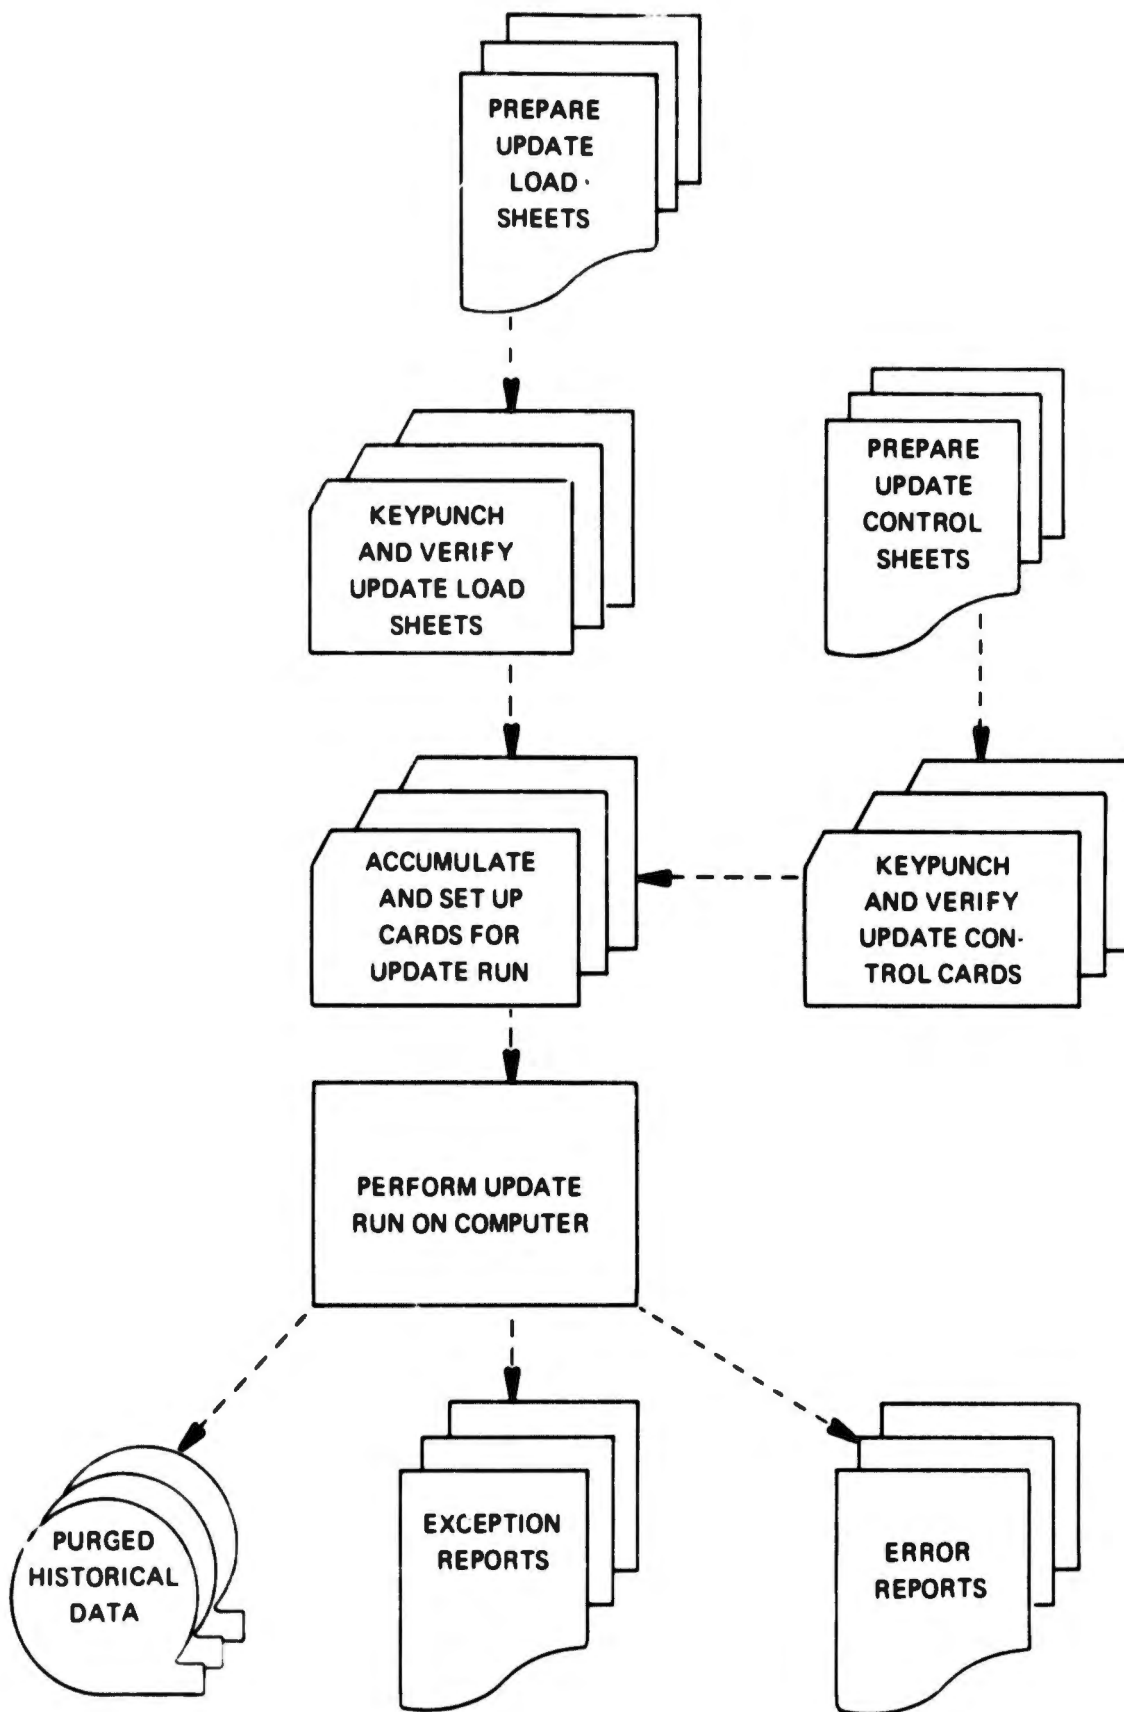 PREPARE
UPDATE
LOAD
SHEETS
PREPARE
UPDATE
CONTROL
SHEETS
KEYPUNCH
AND VERIFY
UPDATE LOAD
SHEETS
ACCUMULATE
AND SET UP
CARDS FOR
UPDATE RUN
KEYPUNCH
AND VERIFY
UPDATE CON-
TROL CARDS
PERFORM UPDATE
RUN ON COMPUTER
PURGED
HISTORICAL
DATA
EXCEPTION
REPORTS
ERROR
REPORTS